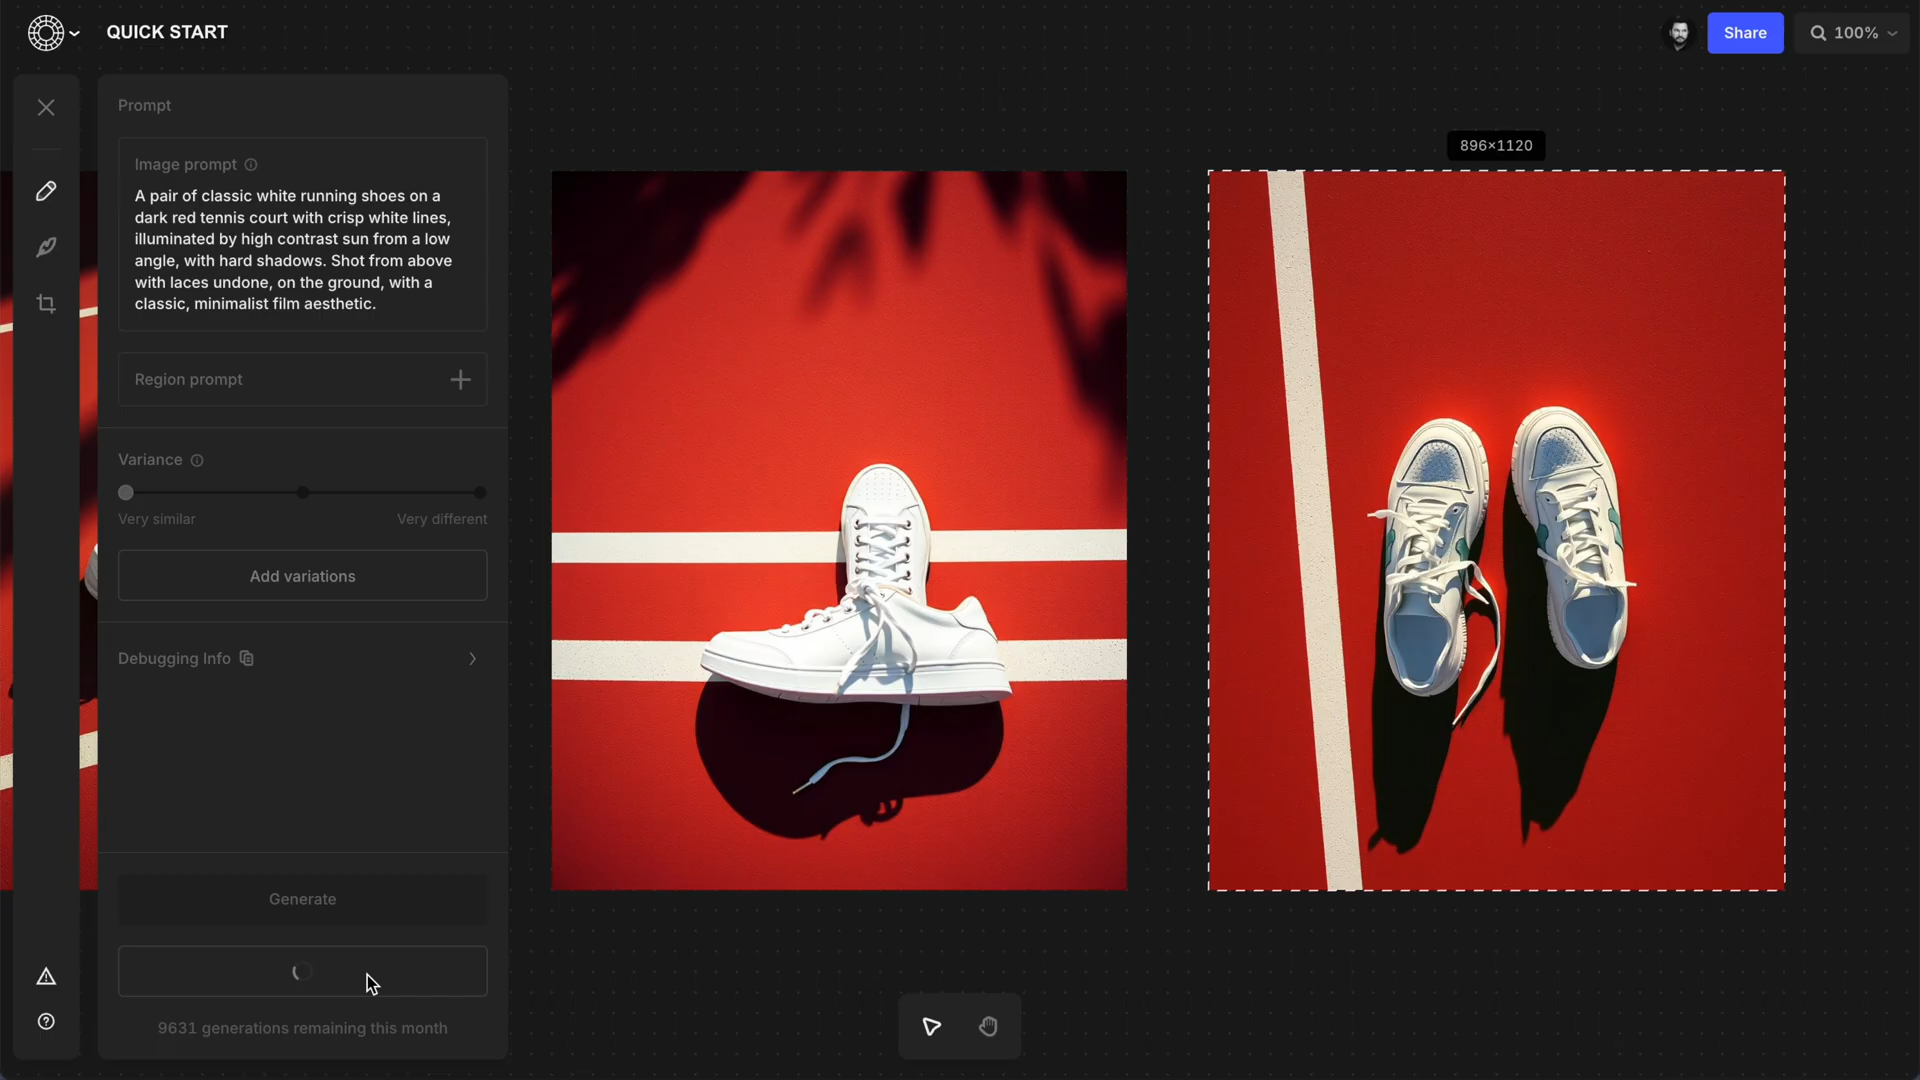 QUICK START
Share
100%
Prompt
Image prompt
A pair of classic white running shoes on a
dark red tennis court with crisp white lines,
illuminated by high contrast sun from a low
angle, with hard shadows. Shot from above
with laces undone, on the ground, with a
classic, minimalist film aesthetic.
Region prompt
Variance
Very similar
Very different
Add variations
Debugging Info
Generate
9631 generations remaining this month
896×1120